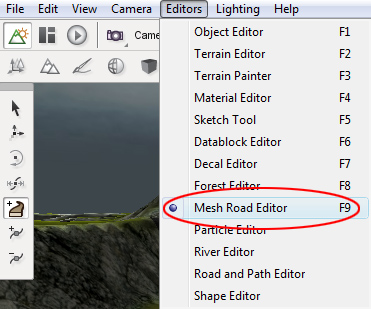 File Edit View Camera Editors Lighting Help
Came
Object Editor F1
Terrain Editor F2
Terrain Painter F3
Material Editor F4
Sketch Tool F5
Datablock Editor F6
Decal Editor F7
Forest Editor F8
Mesh Road Editor F9
Particle Editor
River Editor
Road and Path Editor
Shape Editor